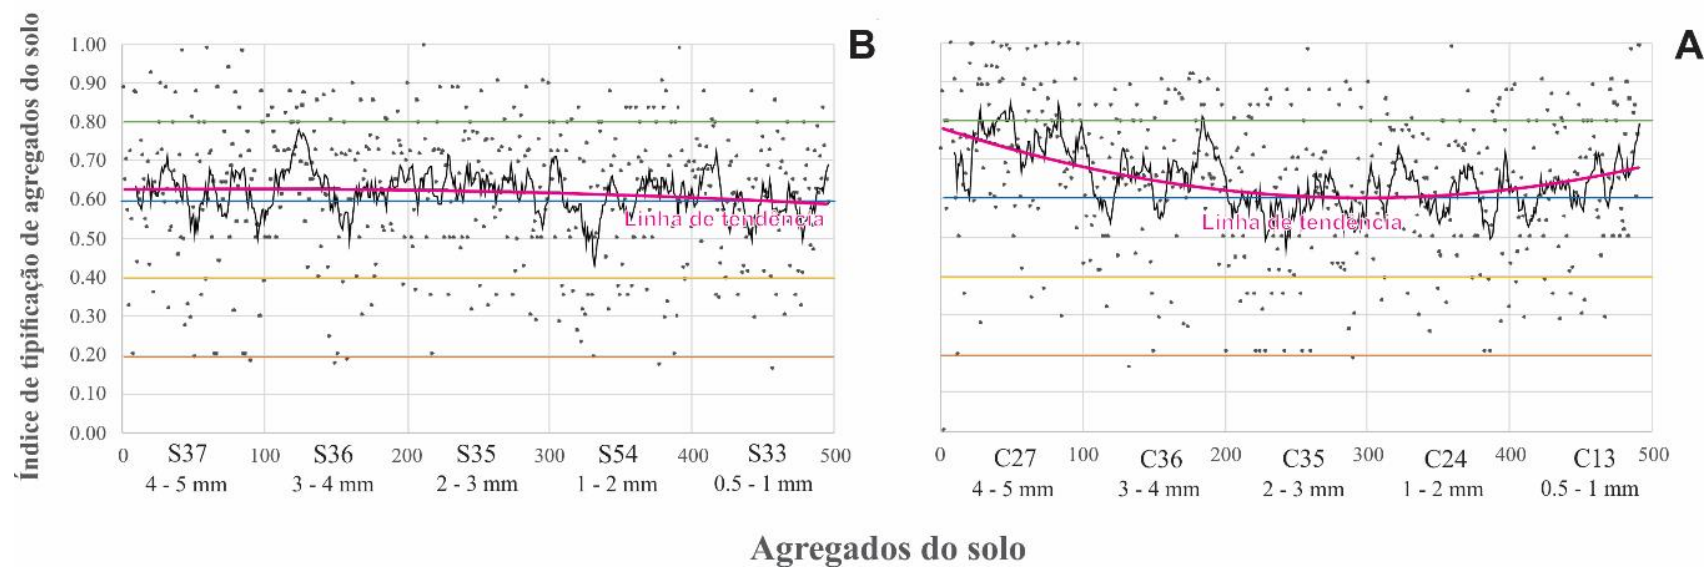 Índice de tipificação de agregados do solo
B
1.00
0.90
0.80
0.70
0.60
0.50
0.40
0.30
0.20
0.10
0.00
Linha de tendência
0 S37 100 S36 200 S35 300 S54 400 S33 500
4 - 5 mm 3 - 4 mm 2 - 3 mm 1 - 2 mm 0.5 - 1 mm
A
Linha de tendência
0 C27 100 C36 200 C35 300 C24 400 C13 500
4 - 5 mm 3 - 4 mm 2 - 3 mm 1 - 2 mm 0.5 - 1 mm
Agregados do solo